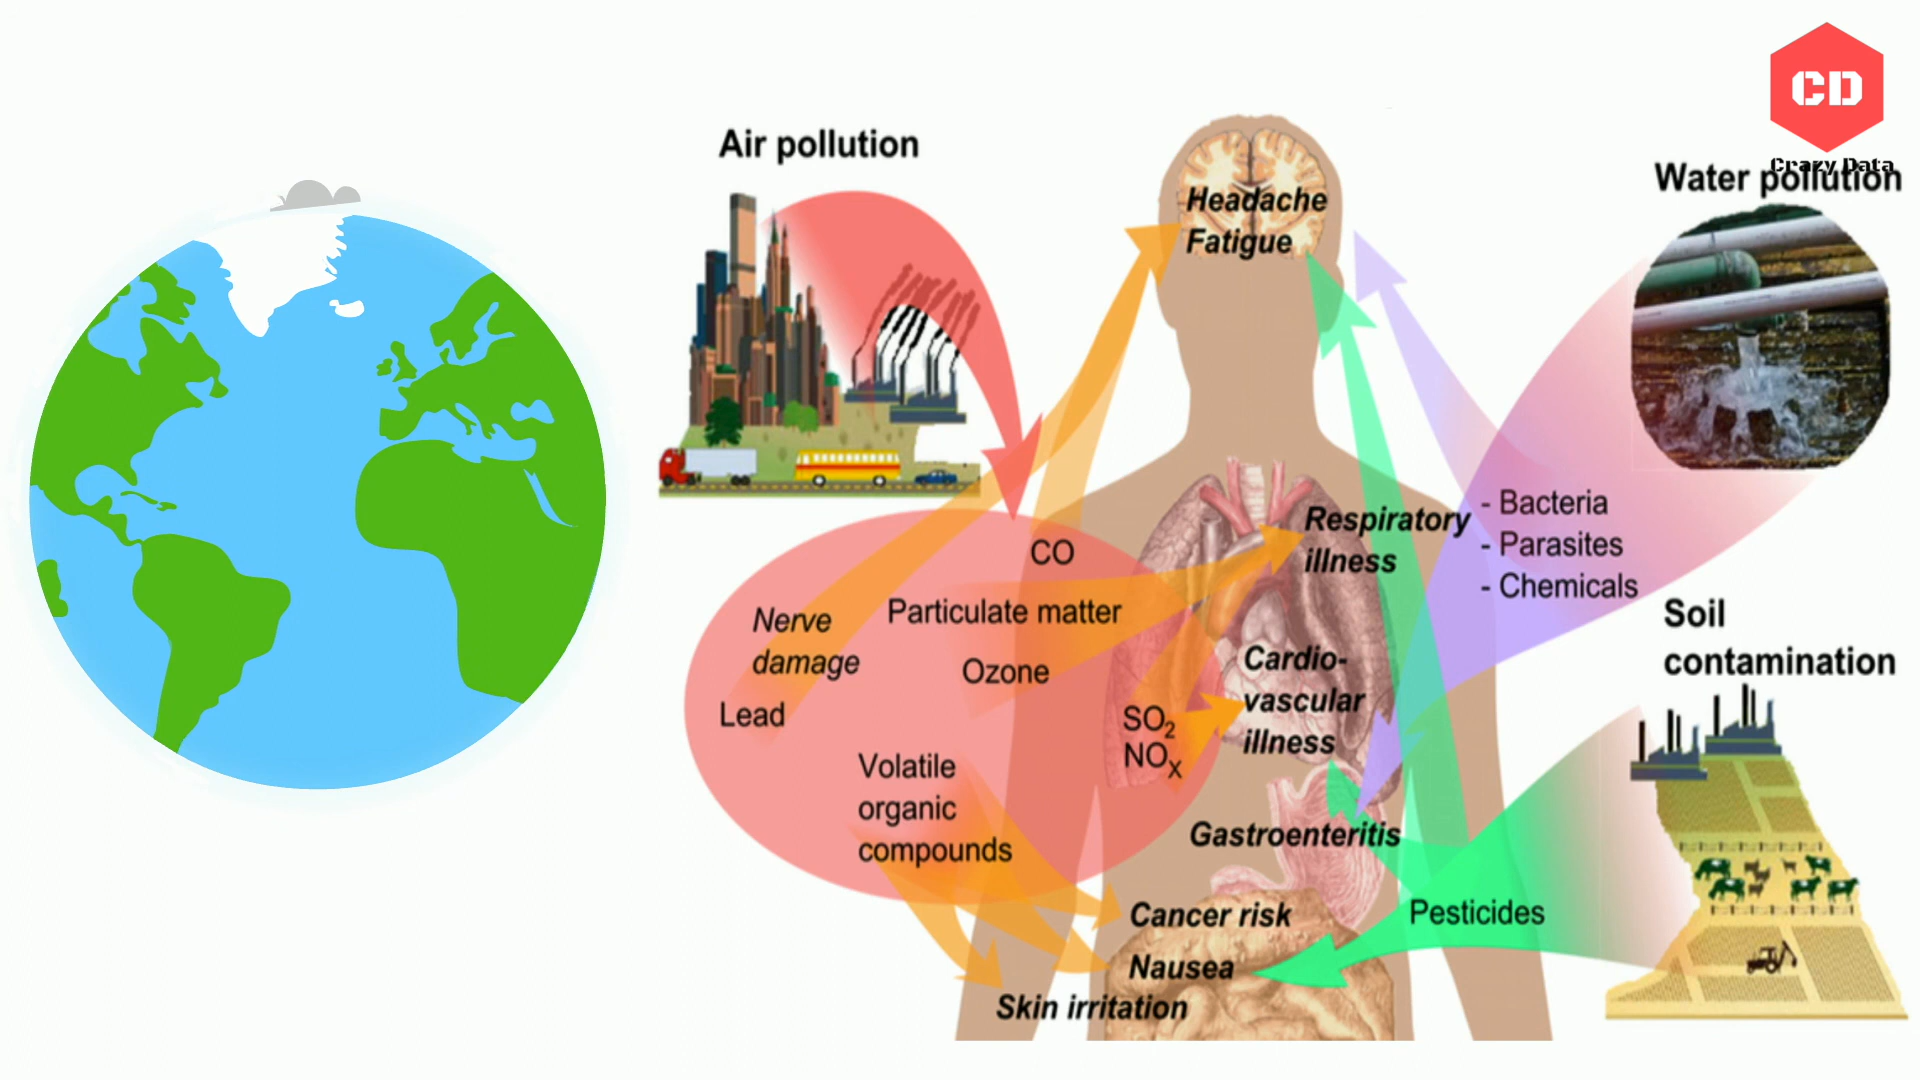 CD
Crazy Data
Air pollution
Water pollution
Headache
Fatigue
- Bacteria
- Parasites
- Chemicals
Respiratory
illness
CO
Particulate matter
Nerve
damage
Ozone
Lead
SO₂
NOₓ
Cardio-
vascular
illness
Soil
contamination
Volatile
organic
compounds
Gastroenteritis
Cancer risk
Pesticides
Nausea
Skin irritation